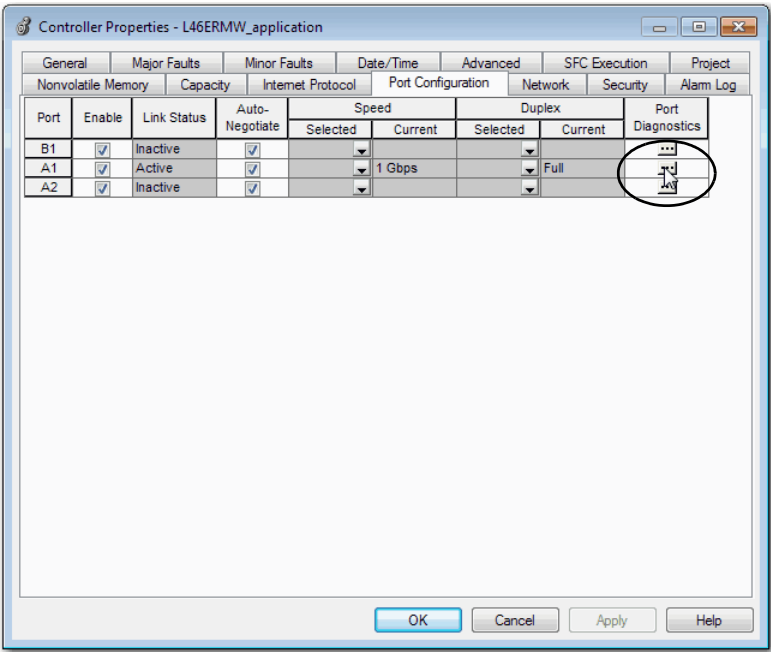 Controller Properties - L46ERMW_application
General Major Faults Minor Faults Date/Time Advanced SFC Execution Project
Nonvolatile Memory Capacity Internet Protocol Port Configuration Network Security Alarm Log
Port Enable Link Status Auto-Negotiate Speed Duplex Port Diagnostics
Selected Current Selected Current
B1 Inactive ...
A1 Active 1 Gbps Full ...
A2 Inactive ...
OK Cancel Apply Help